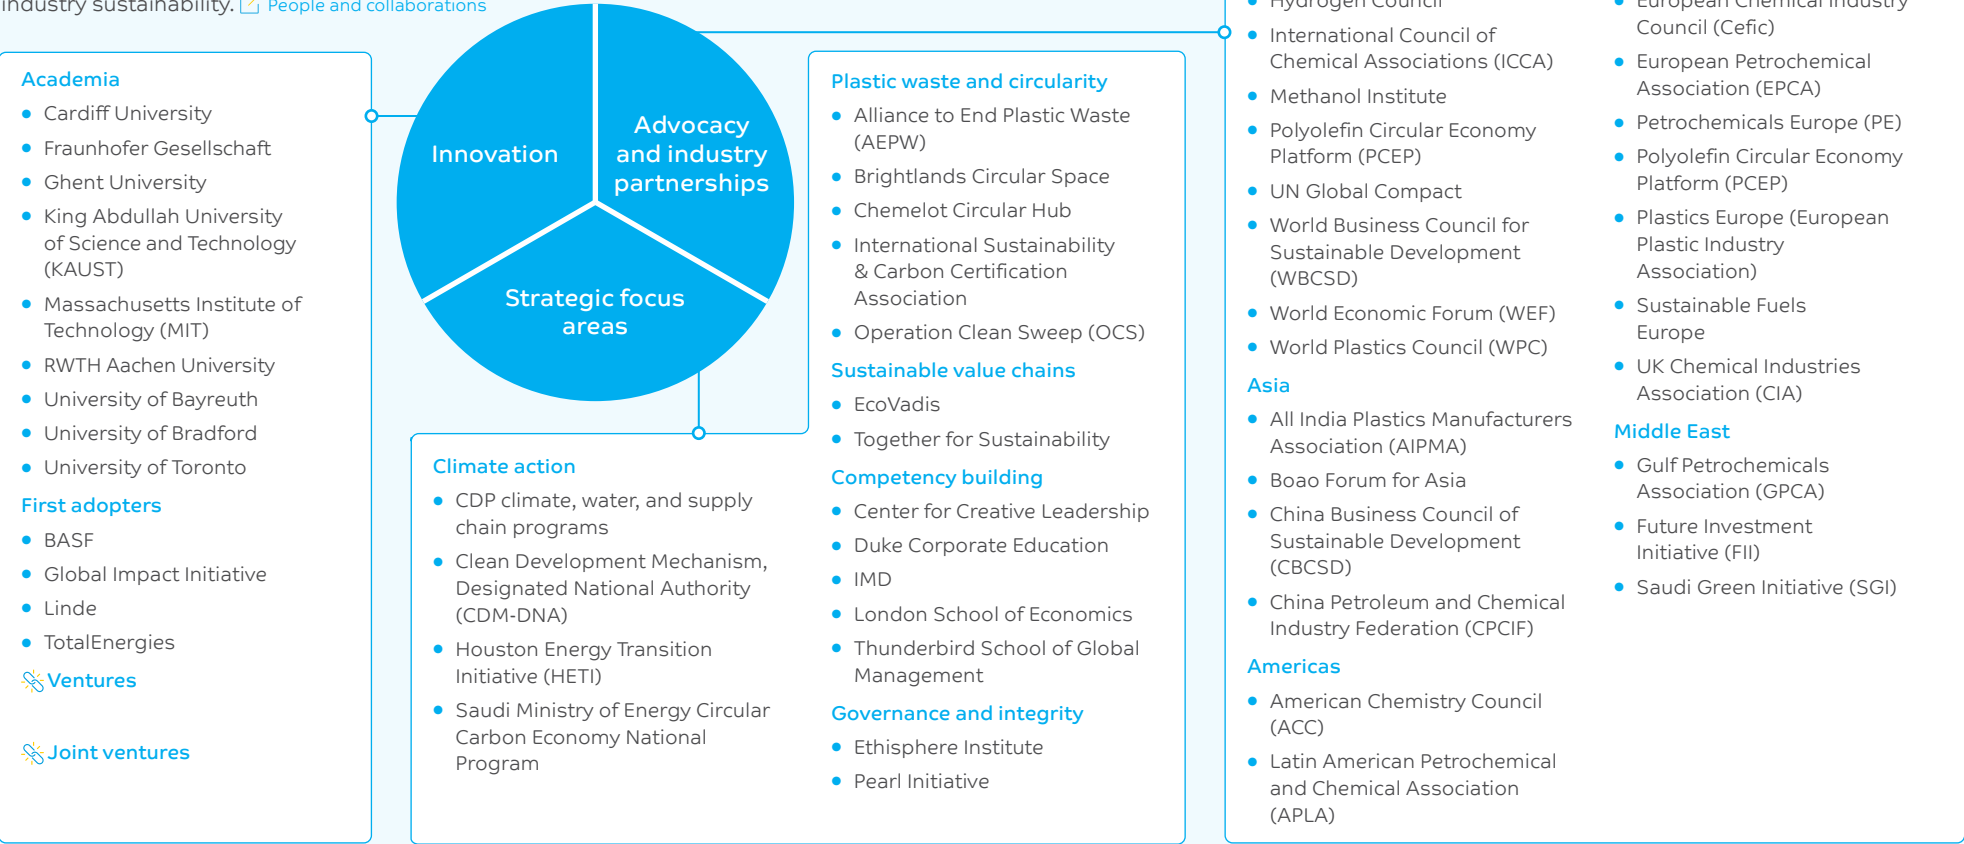 industry sustainability. People and collaborations
Academia
Cardiff University
Fraunhofer Gesellschaft
Ghent University
King Abdullah University
of Science and Technology
(KAUST)
Massachusetts Institute of
Technology (MIT)
RWTH Aachen University
University of Bayreuth
University of Bradford
University of Toronto
First adopters
BASF
Global Impact Initiative
Linde
TotalEnergies
Ventures
Joint ventures
Innovation
Advocacy
and industry
partnerships
Strategic focus
areas
Climate action
CDP climate, water, and supply
chain programs
Clean Development Mechanism,
Designated National Authority
(CDM-DNA)
Houston Energy Transition
Initiative (HETI)
Saudi Ministry of Energy Circular
Carbon Economy National
Program
Plastic waste and circularity
Alliance to End Plastic Waste
(AEPW)
Brightlands Circular Space
Chemelot Circular Hub
International Sustainability
& Carbon Certification
Association
Operation Clean Sweep (OCS)
Sustainable value chains
EcoVadis
Together for Sustainability
Competency building
Center for Creative Leadership
Duke Corporate Education
IMD
London School of Economics
Thunderbird School of Global
Management
Governance and integrity
Ethisphere Institute
Pearl Initiative
Hydrogen Council
International Council of
Chemical Associations (ICCA)
Methanol Institute
Polyolefin Circular Economy
Platform (PCEP)
UN Global Compact
World Business Council for
Sustainable Development
(WBCSD)
World Economic Forum (WEF)
World Plastics Council (WPC)
Asia
All India Plastics Manufacturers
Association (AIPMA)
Boao Forum for Asia
China Business Council of
Sustainable Development
(CBCSD)
China Petroleum and Chemical
Industry Federation (CPCIF)
Americas
American Chemistry Council
(ACC)
Latin American Petrochemical
and Chemical Association
(APLA)
European Chemical Industry
Council (Cefic)
European Petrochemical
Association (EPCA)
Petrochemicals Europe (PE)
Polyolefin Circular Economy
Platform (PCEP)
Plastics Europe (European
Plastic Industry
Association)
Sustainable Fuels
Europe
UK Chemical Industries
Association (CIA)
Middle East
Gulf Petrochemicals
Association (GPCA)
Future Investment
Initiative (FII)
Saudi Green Initiative (SGI)